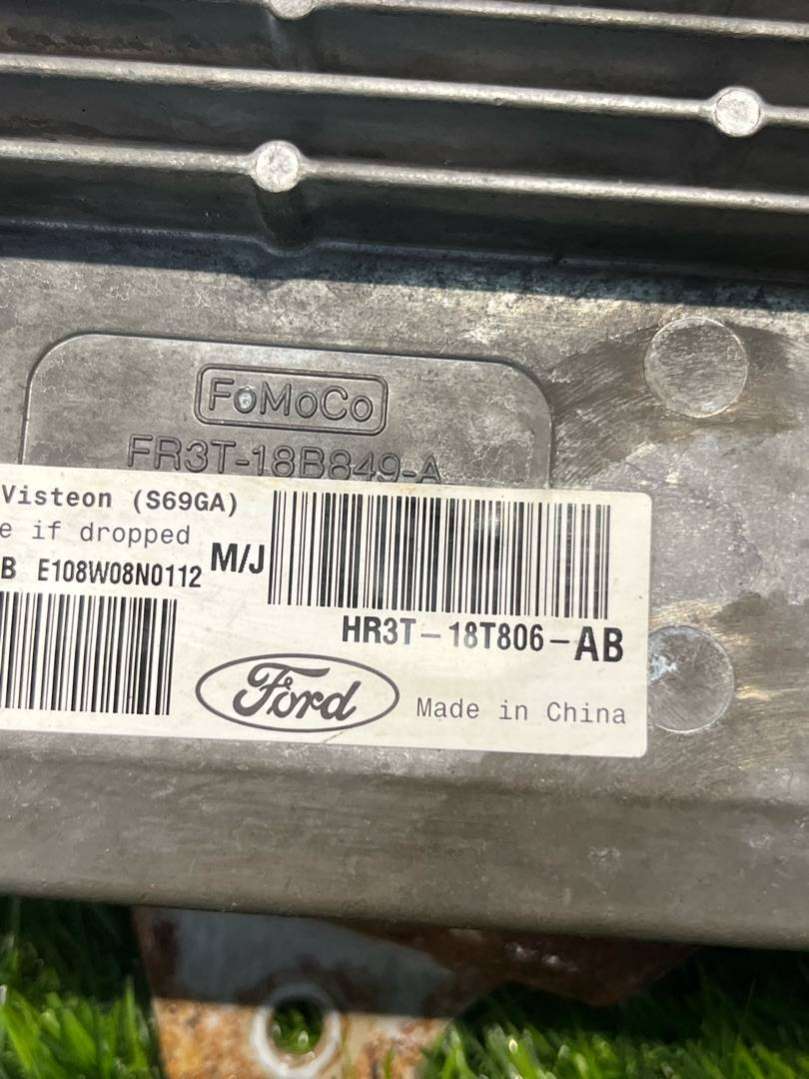 FoMoCo
FR3T-18B849-A
Visteon (S69GA)
e if dropped
B E108W08N0112
M/J
HR3T-18T806-AB
Ford
Made in China